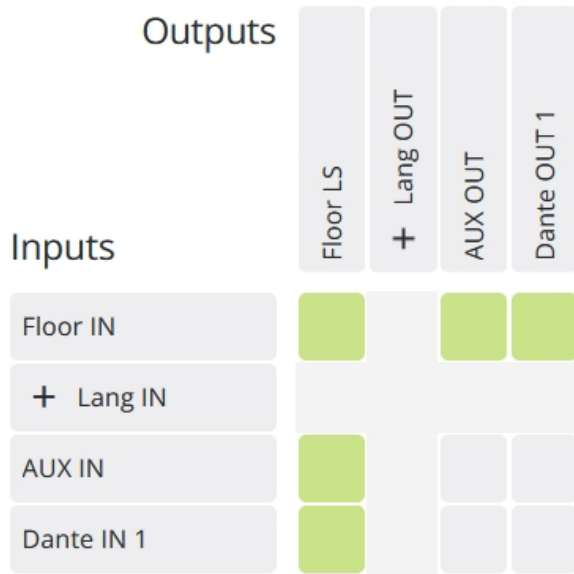 Outputs
Floor LS
+ Lang OUT
AUX OUT
Dante OUT 1
Inputs
Floor IN
+ Lang IN
AUX IN
Dante IN 1